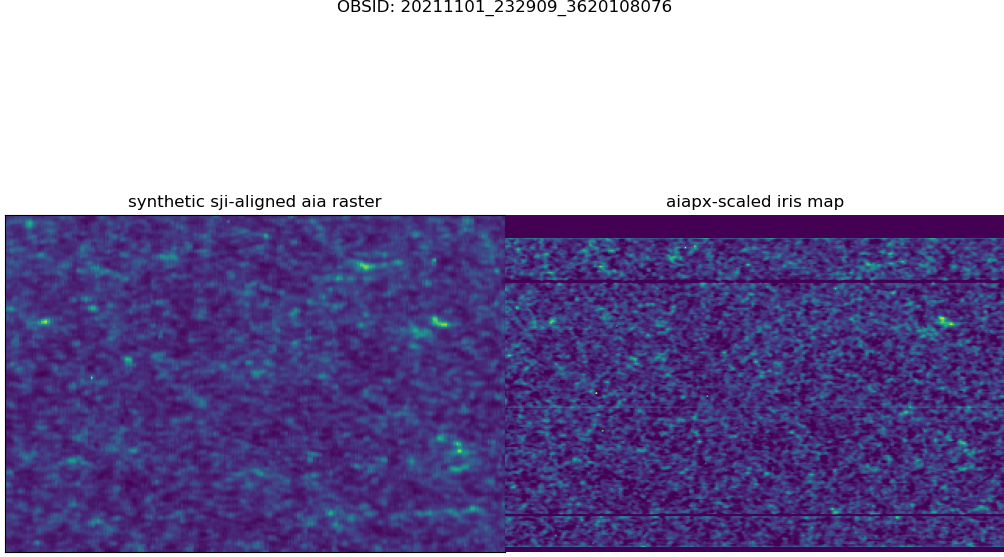 OBSID: 20211101_232909_3620108076
synthetic sji-aligned aia raster
aiapx-scaled iris map